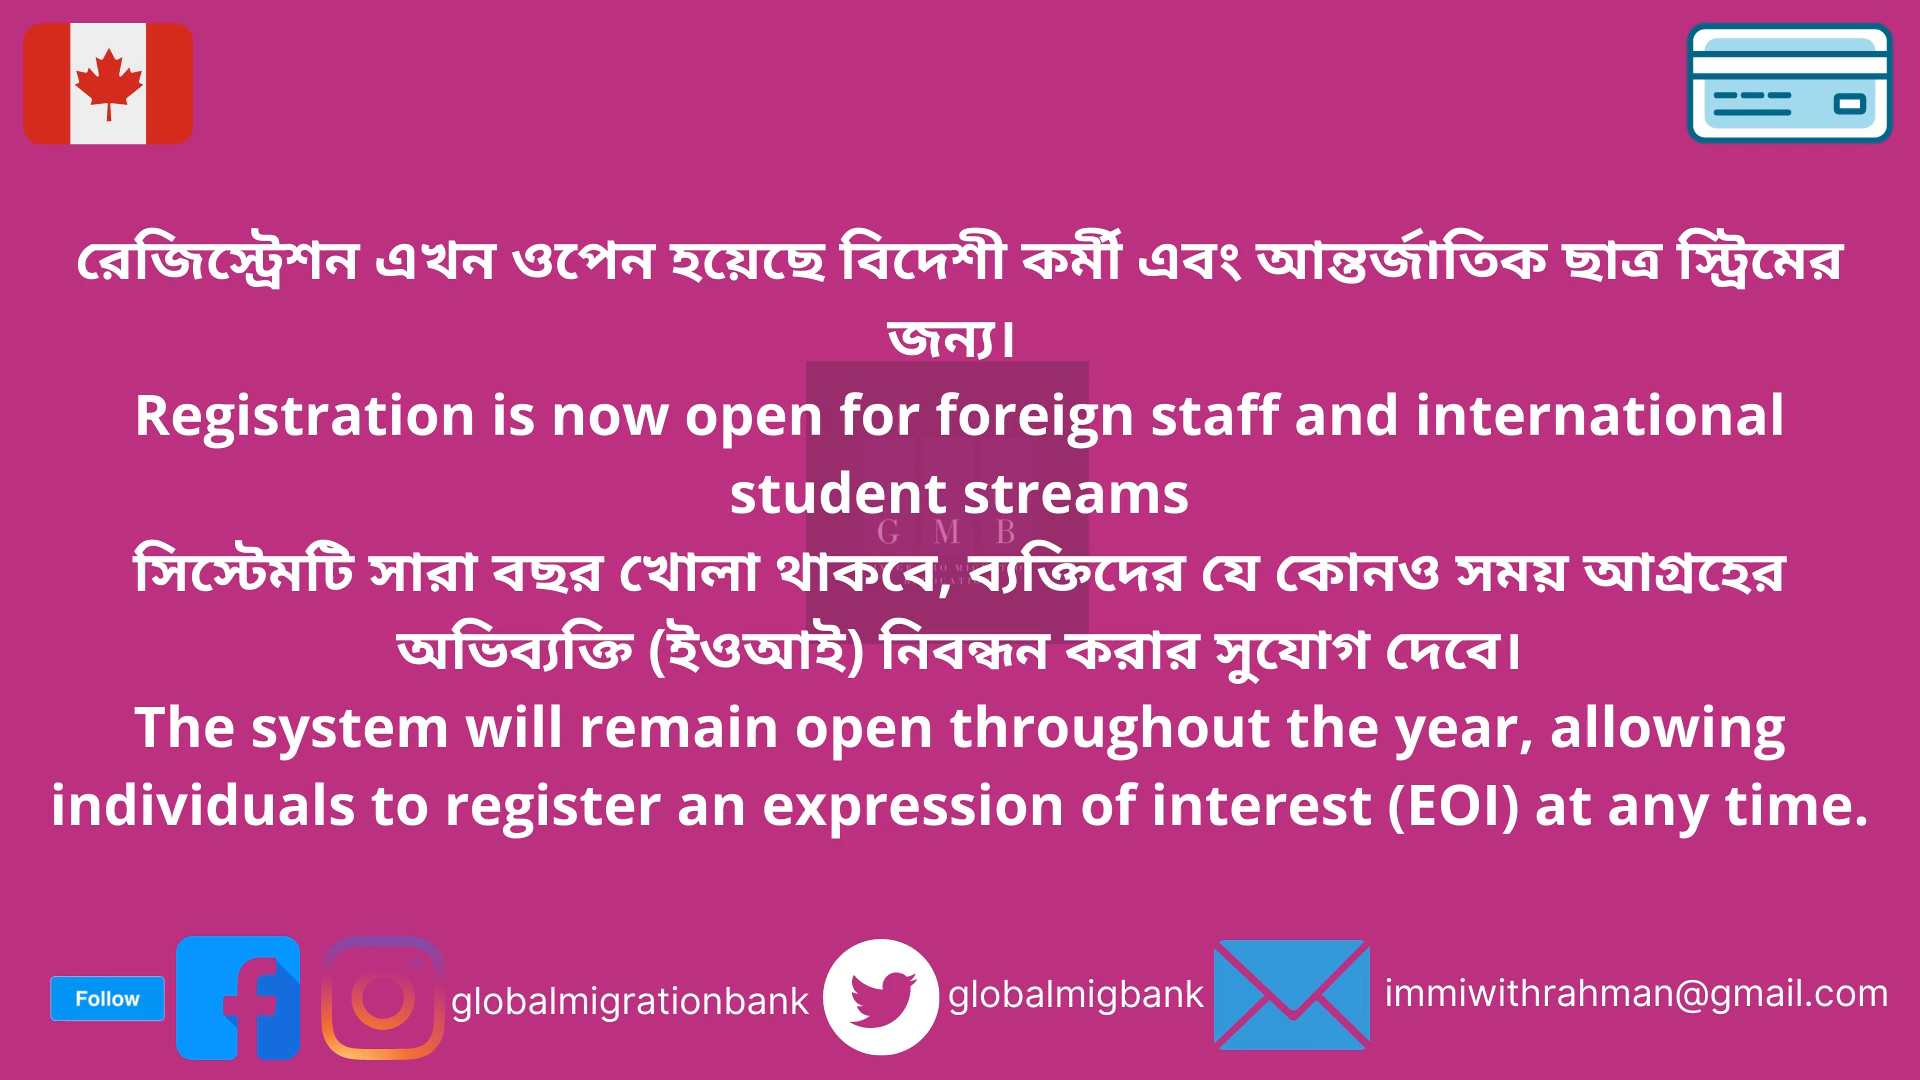 রেজিস্ট্রেশন এখন ওপেন হয়েছে বিদেশী কর্মী এবং আন্তর্জাতিক ছাত্র স্ট্রিমের
জন্য।
Registration is now open for foreign staff and international
student streams
G M B
সিস্টেমটি সারা বছর খোলা থাকবে, ব্যক্তিদের যে কোনও সময় আগ্রহের
অভিব্যক্তি (ইওআই) নিবন্ধন করার সুযোগ দেবে।
The system will remain open throughout the year, allowing
individuals to register an expression of interest (EOI) at any time.
Follow
globalmigrationbank
globalmigbank
immiwithrahman@gmail.com